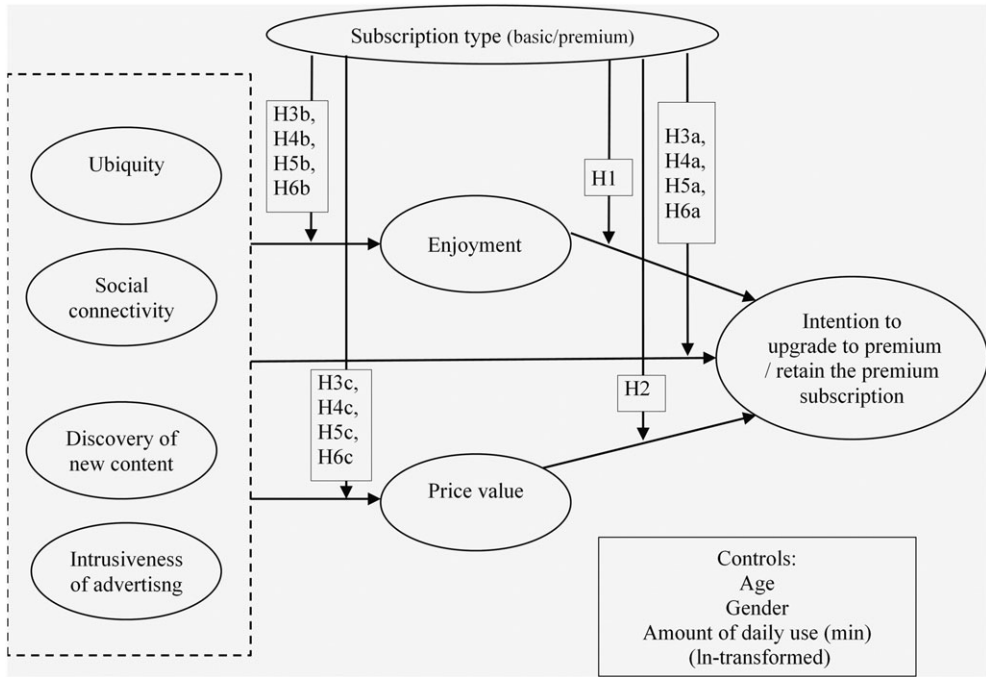 Subscription type (basic/premium)
H3b,
H4b,
H5b,
H6b
H1
H3a,
H4a,
H5a,
H6a
Ubiquity
Enjoyment
Social
connectivity
Intention to
upgrade to premium
/ retain the premium
subscription
H3c,
H4c,
H5c,
H6c
H2
Discovery of
new content
Price value
Intrusiveness
of advertisng
Controls:
Age
Gender
Amount of daily use (min)
(ln-transformed)